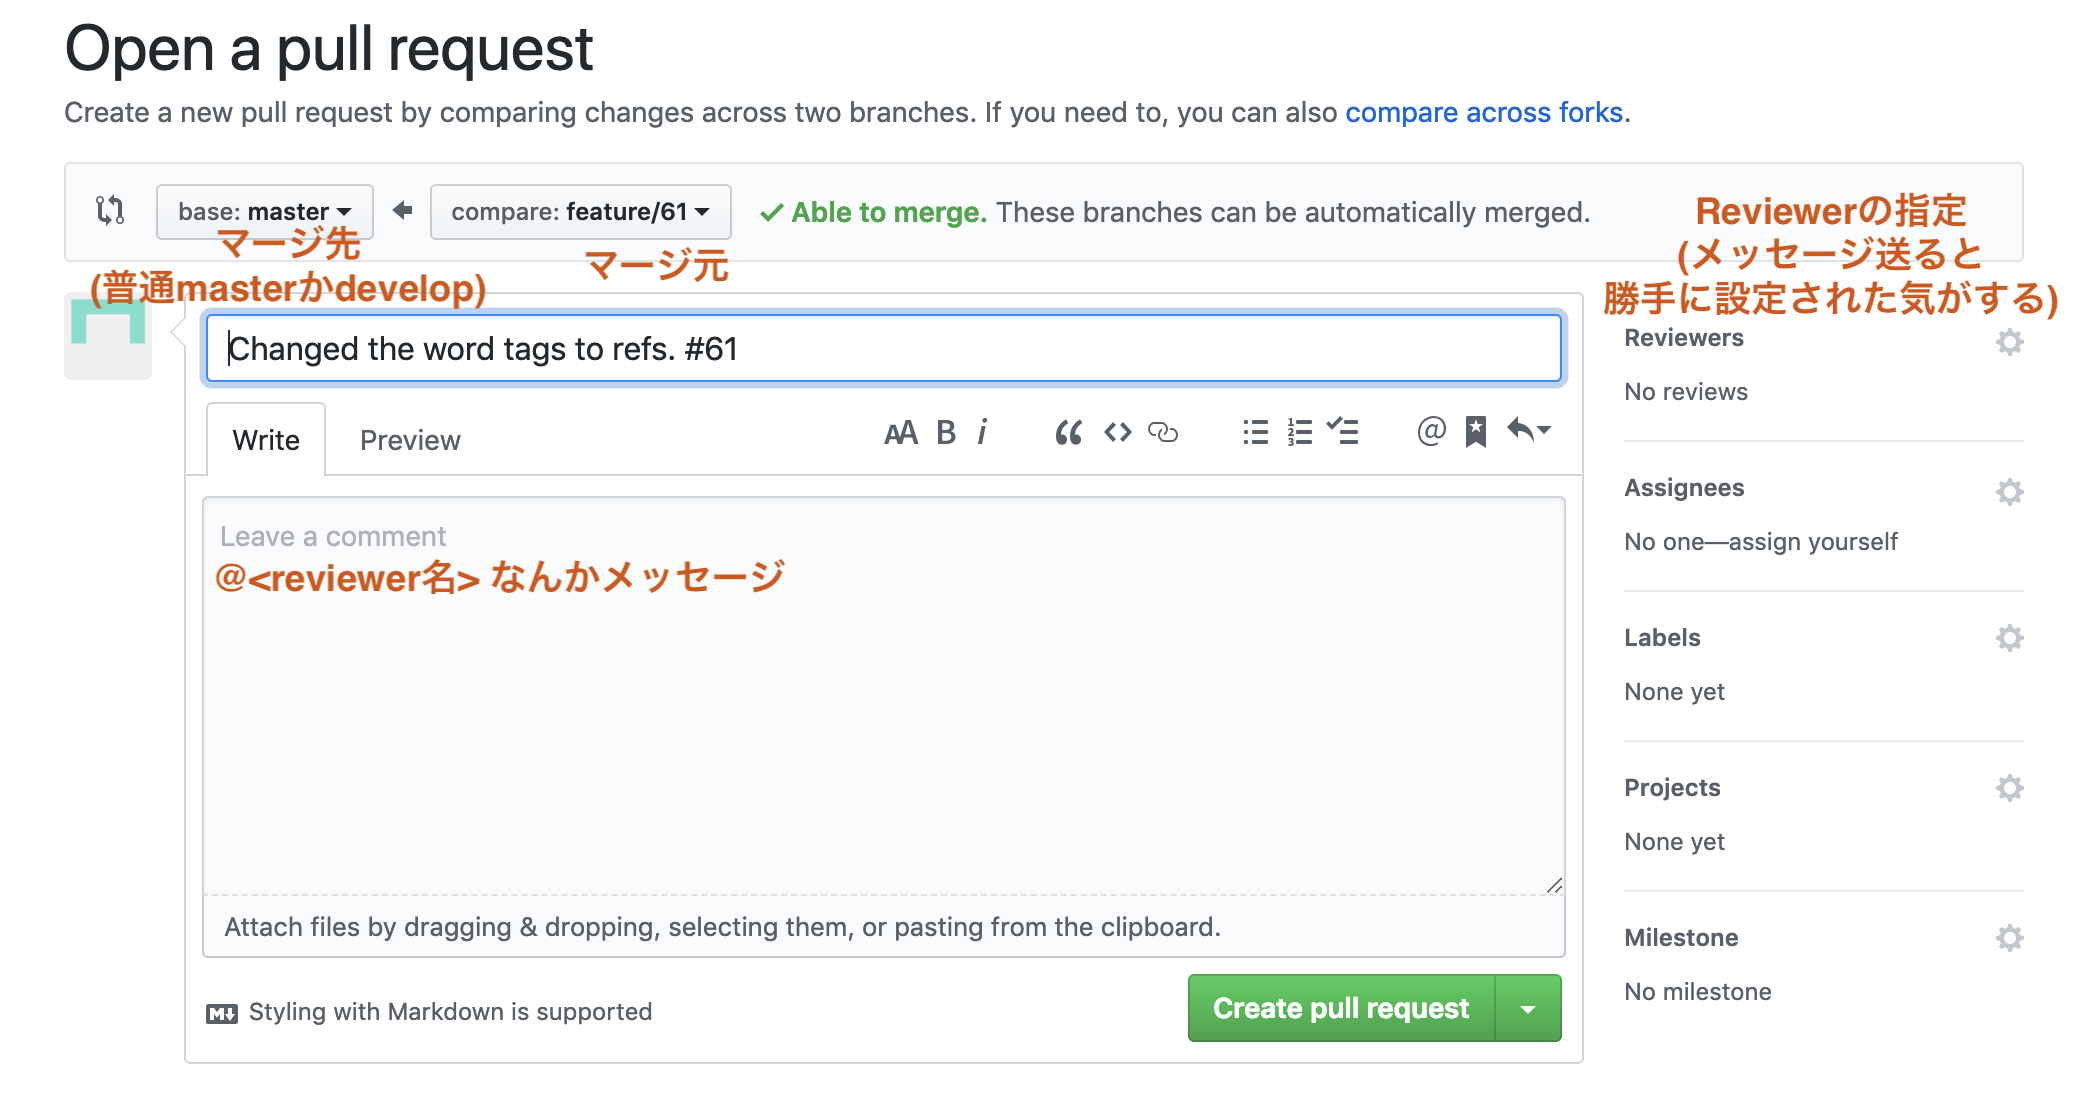 Open a pull request
Create a new pull request by comparing changes across two branches. If you need to, you can also compare across forks.
base: master
compare: feature/61
Able to merge. These branches can be automatically merged.
マージ先
(普通masterかdevelop)
マージ元
Reviewerの指定
(メッセージ送ると
勝手に設定された気がする)
Changed the word tags to refs. #61
Write
Preview
AA B i
Leave a comment
@<reviewer名> なんかメッセージ
Attach files by dragging & dropping, selecting them, or pasting from the clipboard.
Styling with Markdown is supported
Create pull request
Reviewers
No reviews
Assignees
No one—assign yourself
Labels
None yet
Projects
None yet
Milestone
No milestone